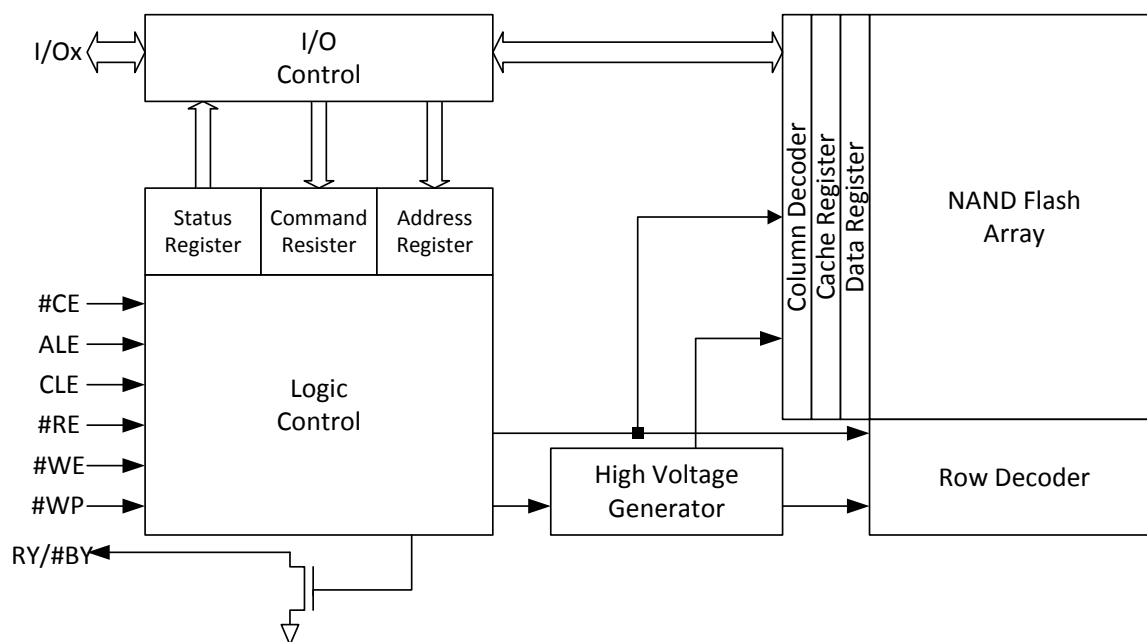 I/Ox
I/O
Control
Status
Register
Command
Resister
Address
Register
Column Decoder
Cache Register
Data Register
NAND Flash
Array
#CE
ALE
CLE
#RE
#WE
#WP
RY/#BY
Logic
Control
High Voltage
Generator
Row Decoder